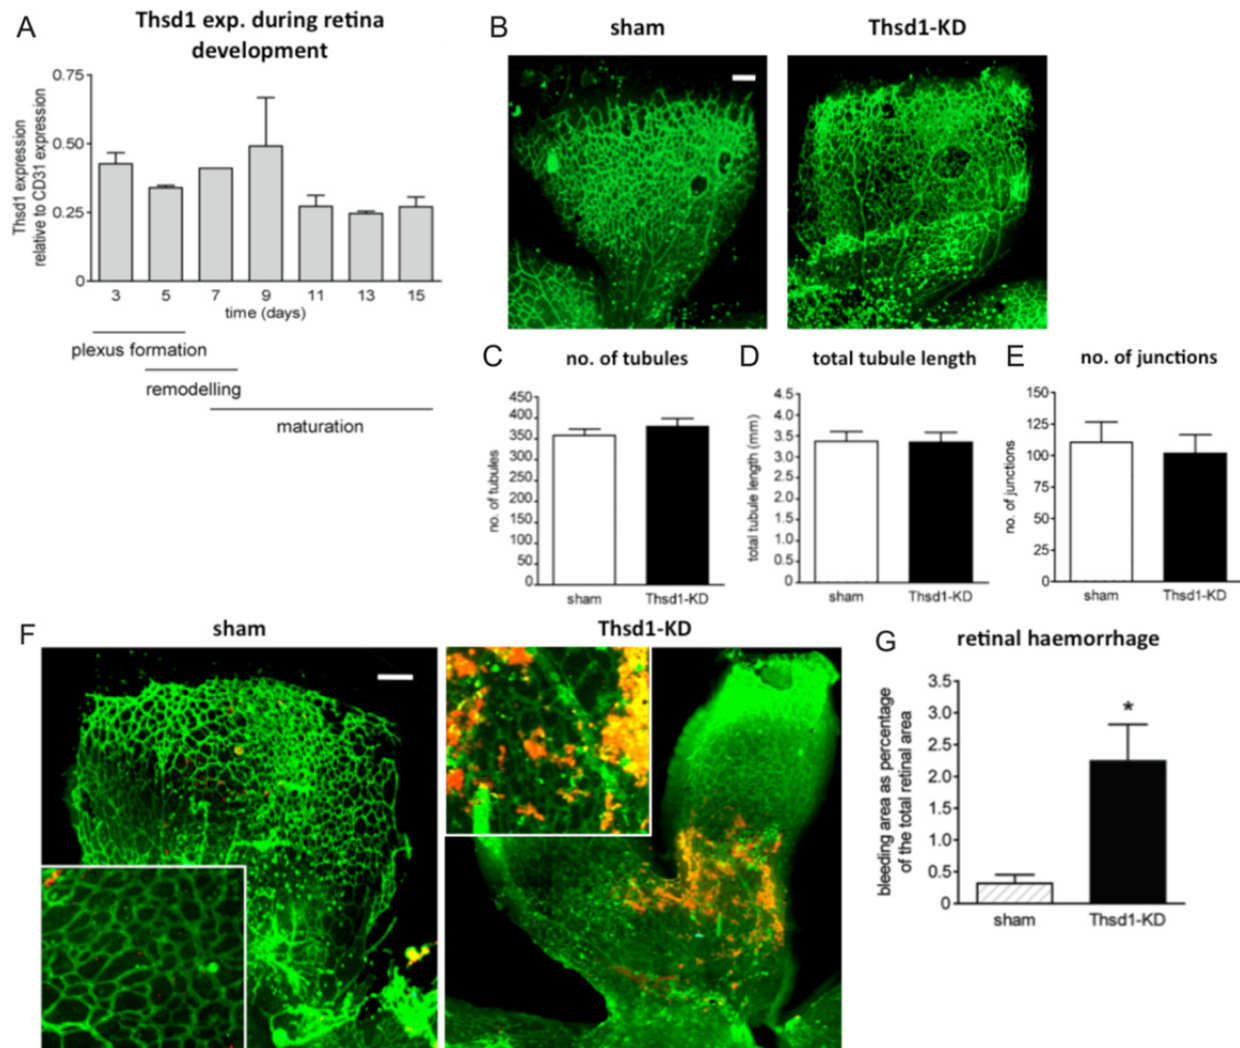 A
Thsd1 exp. during retina
development
Thsd1 expression
relative to CD31 expression
0.75
0.50
0.25
0
3 5 7 9 11 13 15
time (days)
plexus formation
remodelling
maturation
B
sham
Thsd1-KD
C
no. of tubules
no. of tubules
450
400
350
300
250
200
150
100
50
0
sham
Thsd1-KD
D
total tubule length
total tubule length (mm)
4.5
4.0
3.5
3.0
2.5
2.0
1.5
1.0
0.5
0
sham
Thsd1-KD
E
no. of junctions
no. of junctions
150
125
100
75
50
25
0
sham
Thsd1-KD
F
sham
Thsd1-KD
G
retinal haemorrhage
bleeding area as percentage
of the total retinal area
3.5
3.0
2.5
2.0
1.5
1.0
0.5
0
*
sham
Thsd1-KD